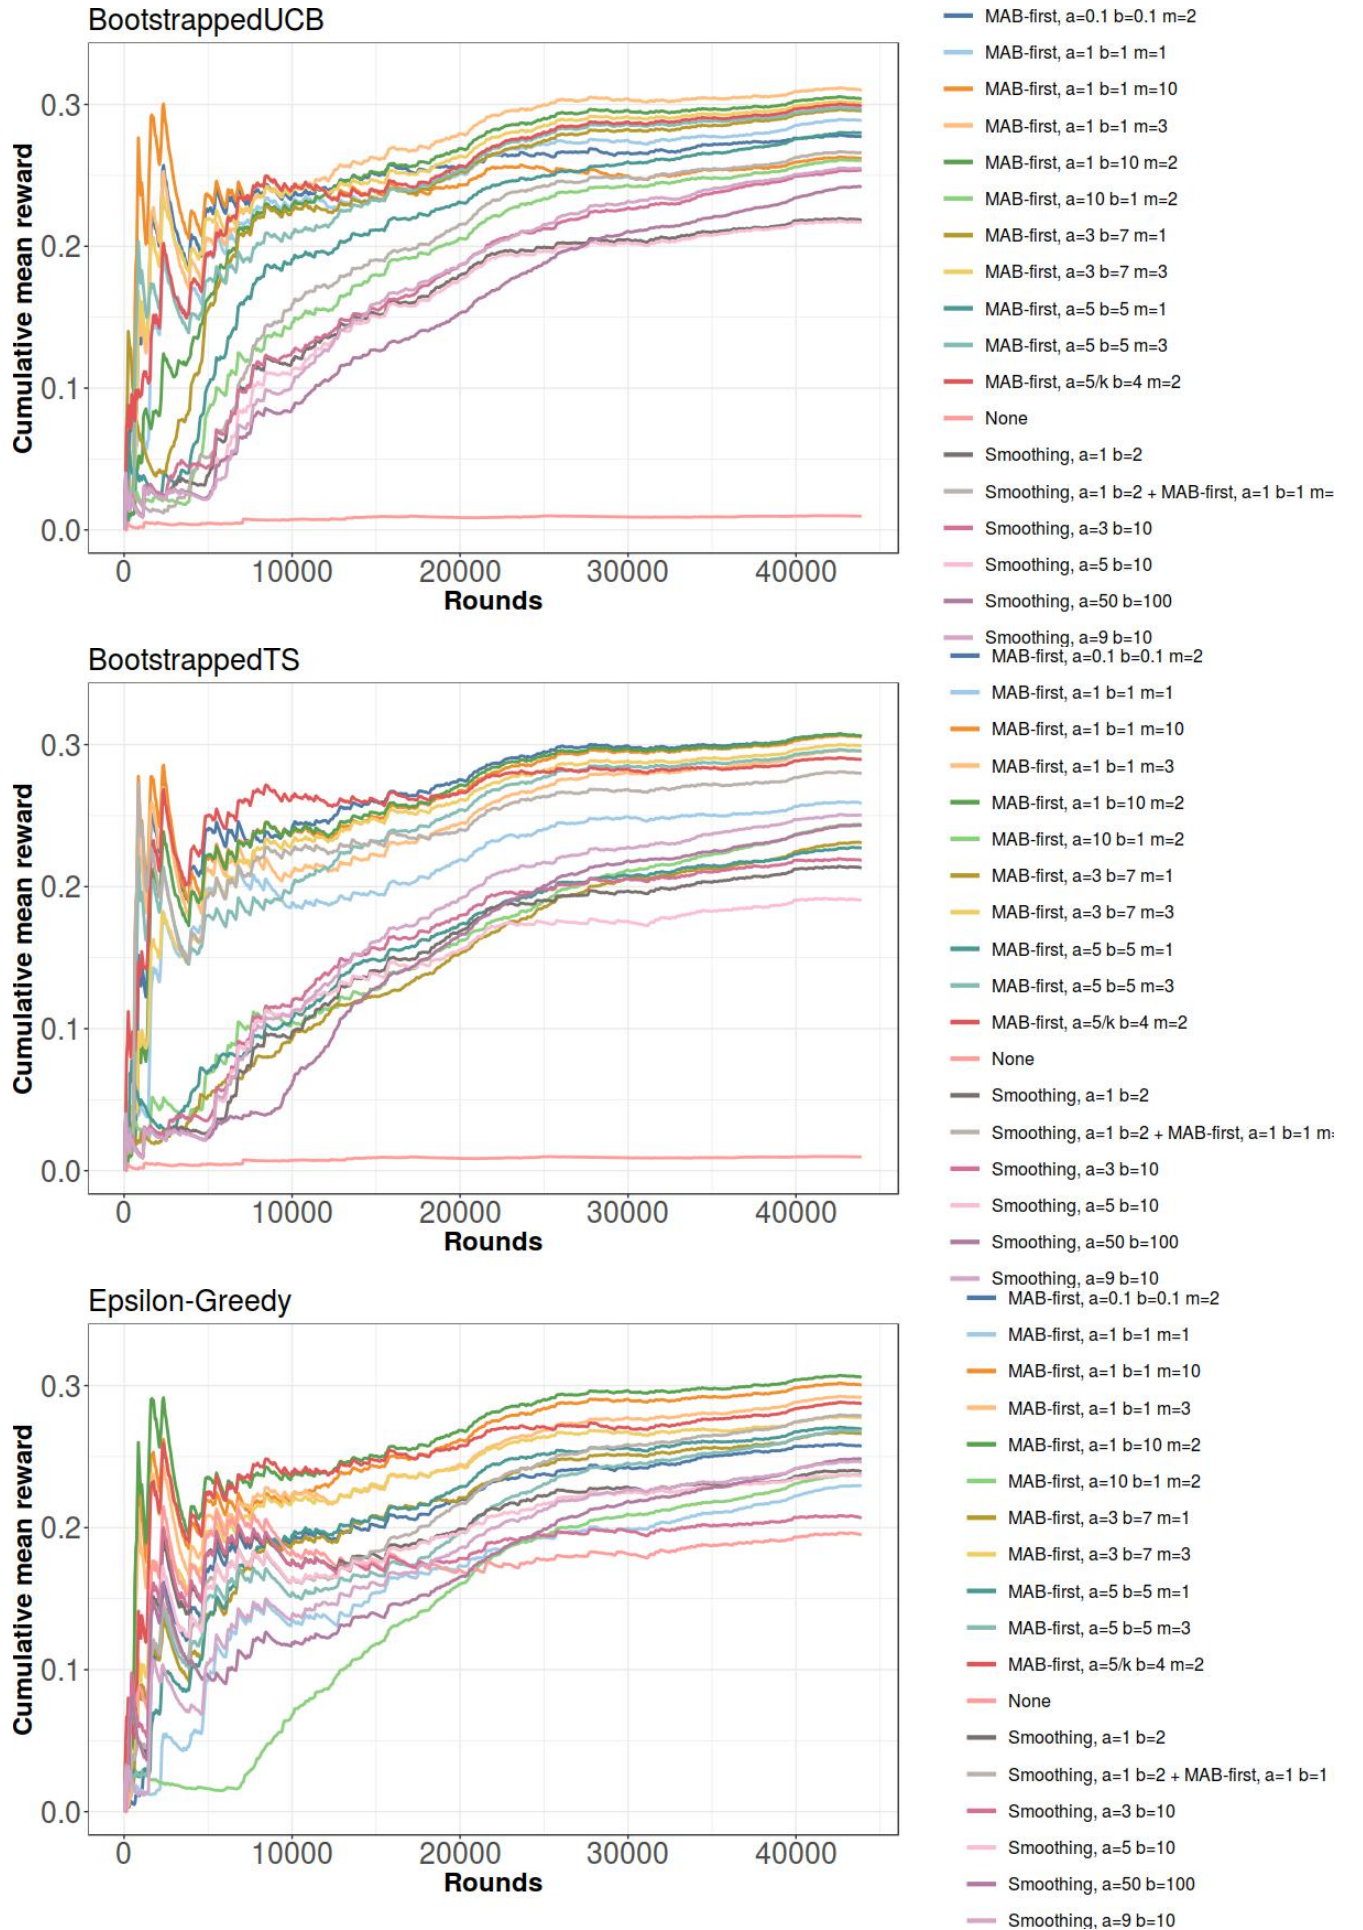 BootstrappedUCB
Cumulative mean reward
0.3
0.2
0.1
0.0
0 10000 20000 30000 40000
Rounds
MAB-first, a=0.1 b=0.1 m=2
MAB-first, a=1 b=1 m=1
MAB-first, a=1 b=1 m=10
MAB-first, a=1 b=1 m=3
MAB-first, a=1 b=10 m=2
MAB-first, a=10 b=1 m=2
MAB-first, a=3 b=7 m=1
MAB-first, a=3 b=7 m=3
MAB-first, a=5 b=5 m=1
MAB-first, a=5 b=5 m=3
MAB-first, a=5/k b=4 m=2
None
Smoothing, a=1 b=2
Smoothing, a=1 b=2 + MAB-first, a=1 b=1 m=
Smoothing, a=3 b=10
Smoothing, a=5 b=10
Smoothing, a=50 b=100
Smoothing, a=9 b=10
BootstrappedTS
Cumulative mean reward
0.3
0.2
0.1
0.0
0 10000 20000 30000 40000
Rounds
MAB-first, a=0.1 b=0.1 m=2
MAB-first, a=1 b=1 m=1
MAB-first, a=1 b=1 m=10
MAB-first, a=1 b=1 m=3
MAB-first, a=1 b=10 m=2
MAB-first, a=10 b=1 m=2
MAB-first, a=3 b=7 m=1
MAB-first, a=3 b=7 m=3
MAB-first, a=5 b=5 m=1
MAB-first, a=5 b=5 m=3
MAB-first, a=5/k b=4 m=2
None
Smoothing, a=1 b=2
Smoothing, a=1 b=2 + MAB-first, a=1 b=1 m=
Smoothing, a=3 b=10
Smoothing, a=5 b=10
Smoothing, a=50 b=100
Smoothing, a=9 b=10
Epsilon-Greedy
Cumulative mean reward
0.3
0.2
0.1
0.0
0 10000 20000 30000 40000
Rounds
MAB-first, a=0.1 b=0.1 m=2
MAB-first, a=1 b=1 m=1
MAB-first, a=1 b=1 m=10
MAB-first, a=1 b=1 m=3
MAB-first, a=1 b=10 m=2
MAB-first, a=10 b=1 m=2
MAB-first, a=3 b=7 m=1
MAB-first, a=3 b=7 m=3
MAB-first, a=5 b=5 m=1
MAB-first, a=5 b=5 m=3
MAB-first, a=5/k b=4 m=2
None
Smoothing, a=1 b=2
Smoothing, a=1 b=2 + MAB-first, a=1 b=1
Smoothing, a=3 b=10
Smoothing, a=5 b=10
Smoothing, a=50 b=100
Smoothing, a=9 b=10